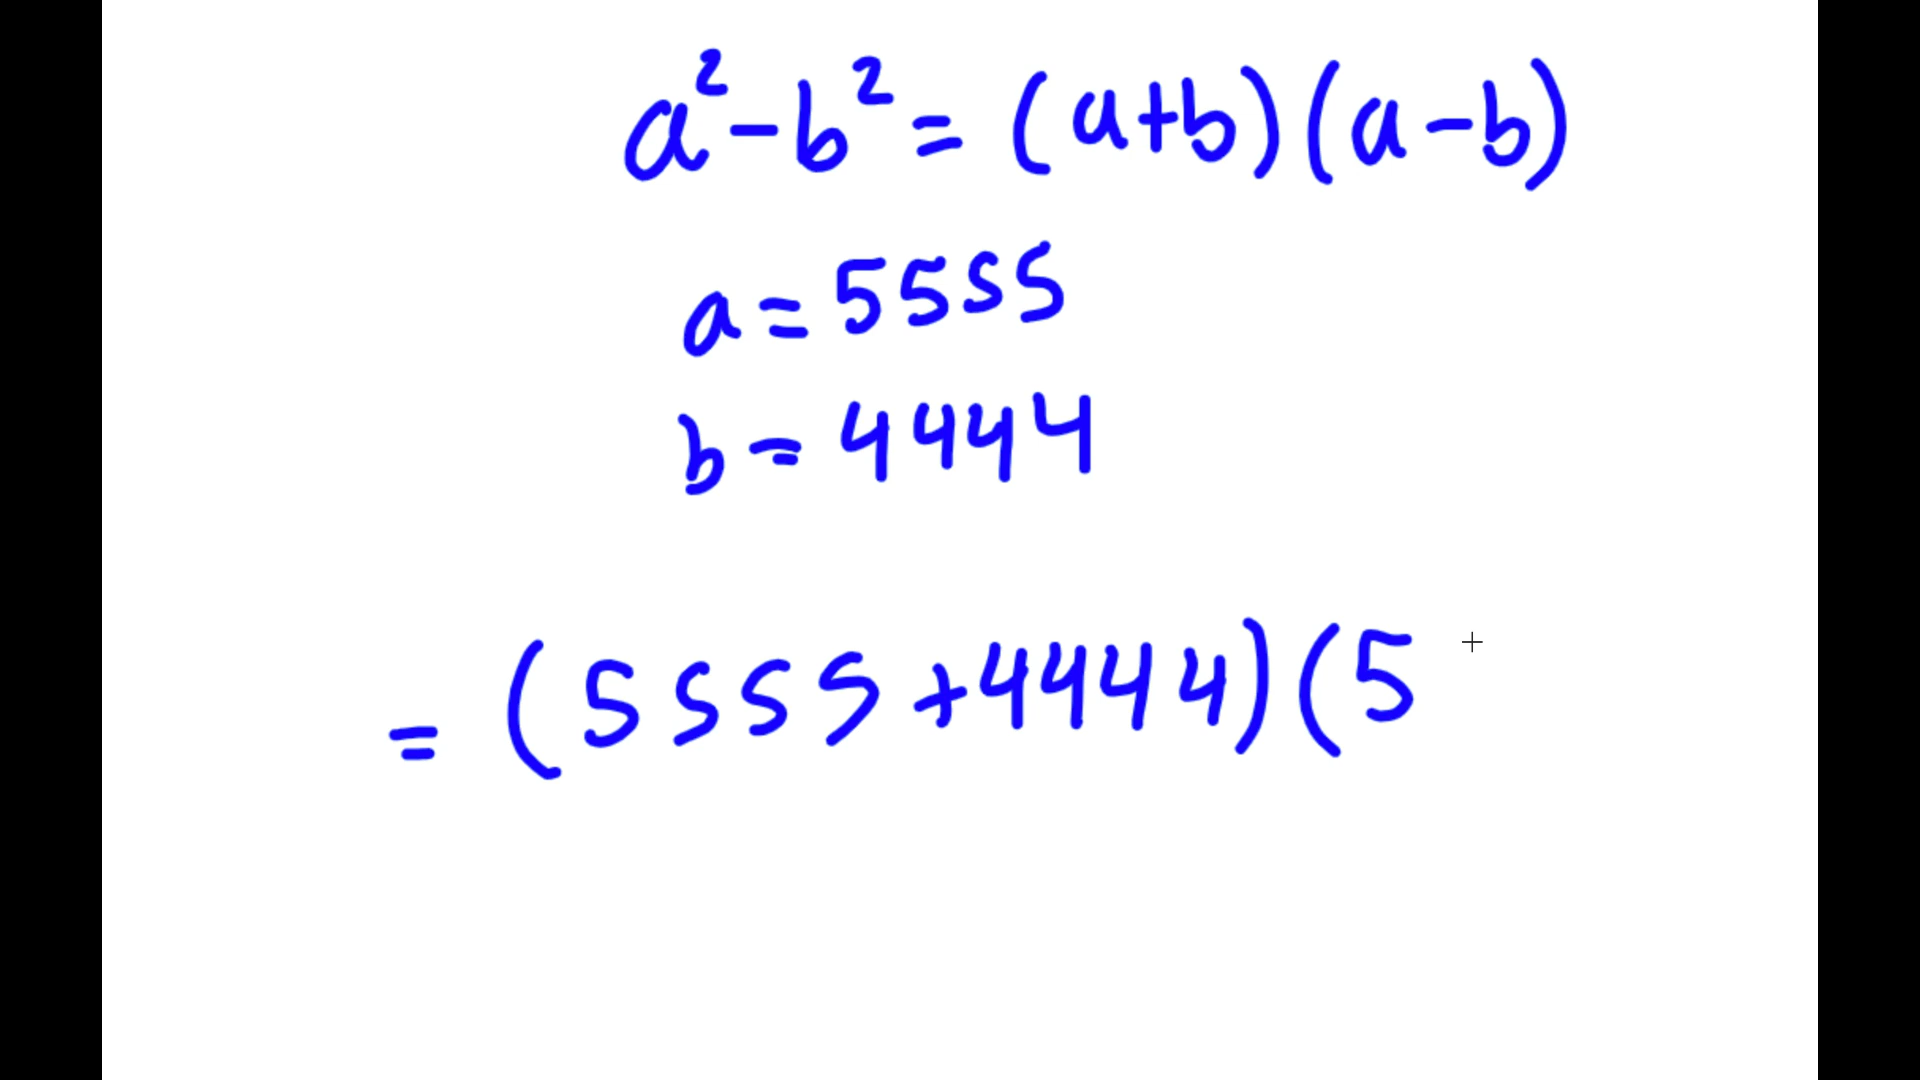 a² - b² = (a+b)(a-b)
a = 5555
b = 4444
= (5555+4444)(5